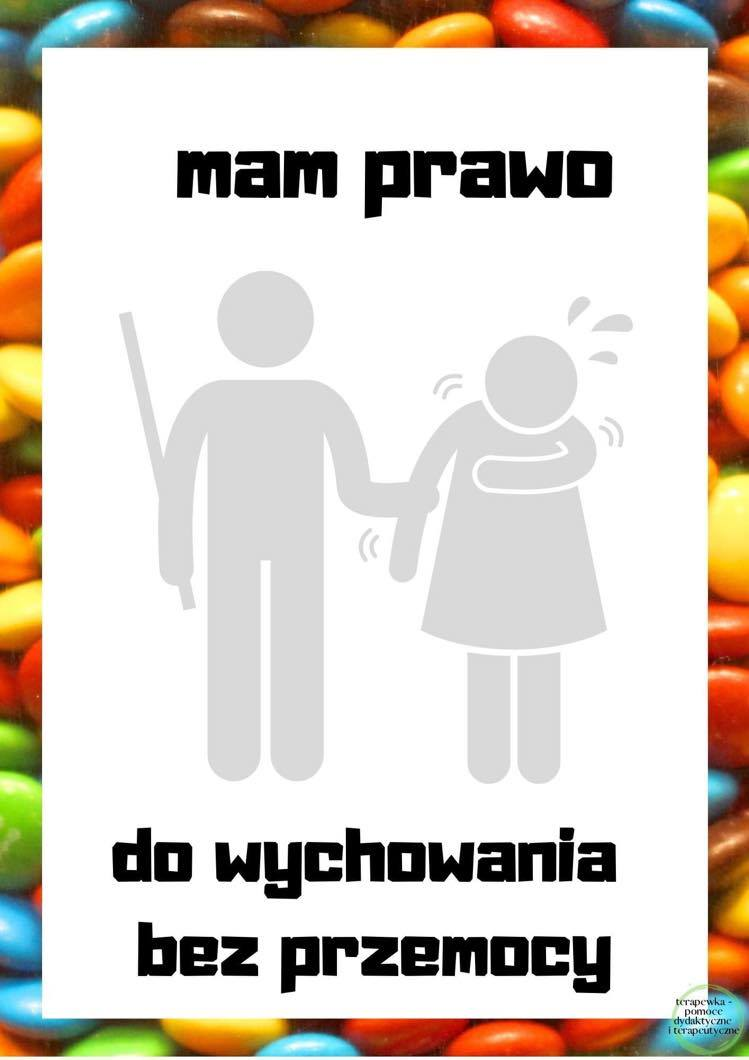 mam prawo
do wychowania
bez przemocy
terapewka -
pomoce
dydaktyczne
i terapeutyczne